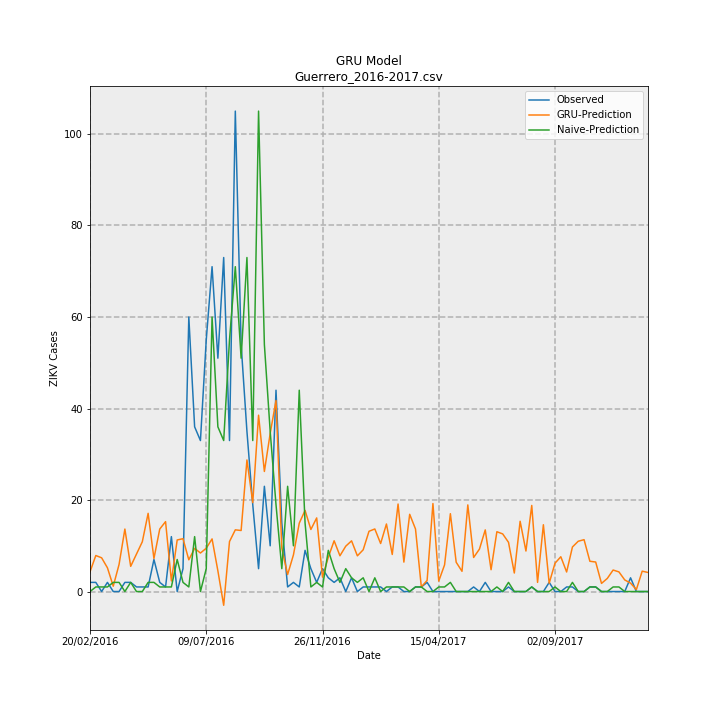 GRU Model
Guerrero_2016-2017.csv
Observed
GRU-Prediction
Naive-Prediction
100
80
60
40
20
0
ZIKV Cases
20/02/2016 09/07/2016 26/11/2016 15/04/2017 02/09/2017
Date